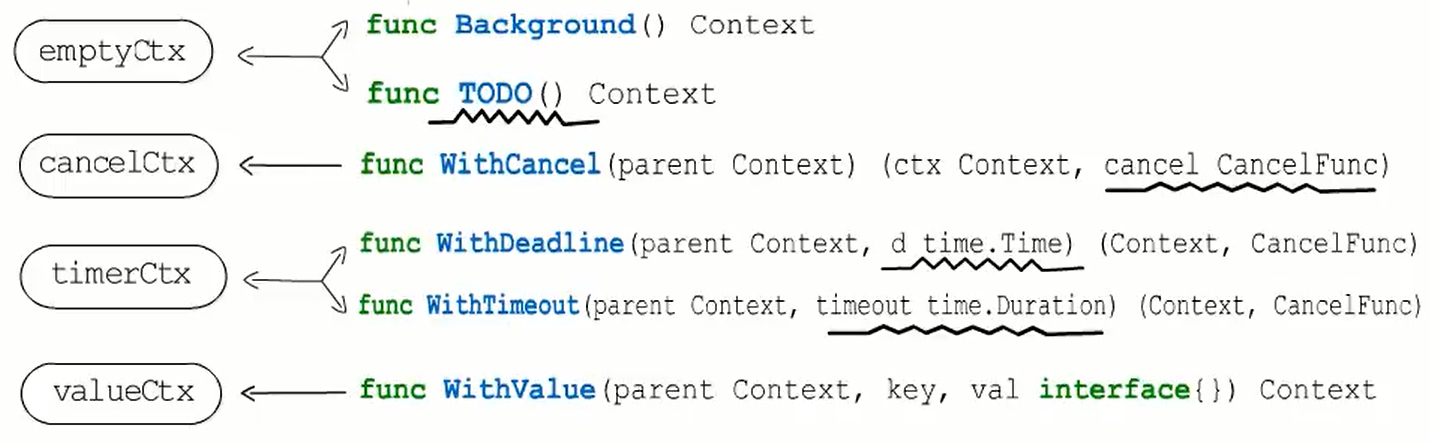 emptyCtx
func Background() Context
func TODO() Context
cancelCtx
func WithCancel(parent Context) (ctx Context, cancel CancelFunc)
timerCtx
func WithDeadline(parent Context, d time.Time) (Context, CancelFunc)
func WithTimeout(parent Context, timeout time.Duration) (Context, CancelFunc)
valueCtx
func WithValue(parent Context, key, val interface{}) Context